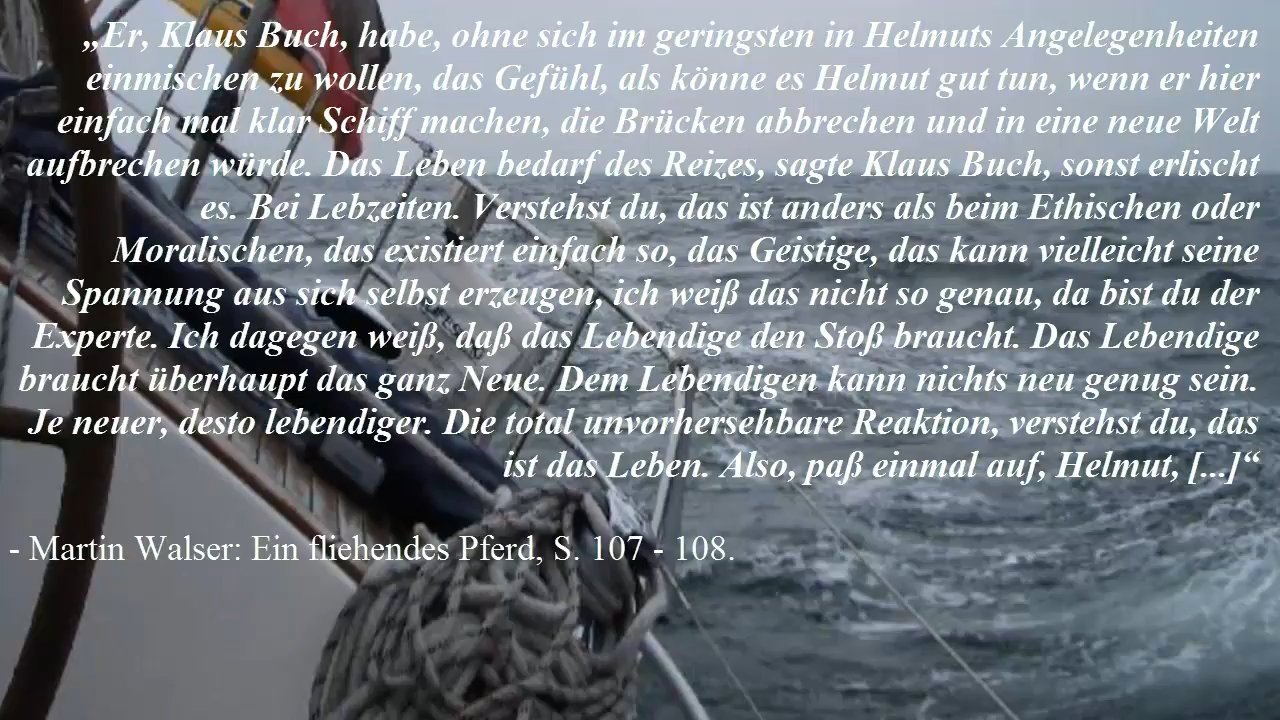 „Er, Klaus Buch, habe, ohne sich im geringsten in Helmuts Angelegenheiten
einmischen zu wollen, das Gefühl, als könne es Helmut gut tun, wenn er hier
einfach mal klar Schiff machen, die Brücken abbrechen und in eine neue Welt
aufbrechen würde. Das Leben bedarf des Reizes, sagte Klaus Buch, sonst erlischt
es. Bei Lebzeiten. Verstehst du, das ist anders als beim Ethischen oder
Moralischen, das existiert einfach so, das Geistige, das kann vielleicht seine
Spannung aus sich selbst erzeugen, ich weiß das nicht so genau, da bist du der
Experte. Ich dagegen weiß, daß das Lebendige den Stoß braucht. Das Lebendige
braucht überhaupt das ganz Neue. Dem Lebendigen kann nichts neu genug sein.
Je neuer, desto lebendiger. Die total unvorhersehbare Reaktion, verstehst du, das
ist das Leben. Also, paß einmal auf, Helmut, [...]“
- Martin Walser: Ein fliehendes Pferd, S. 107 - 108.